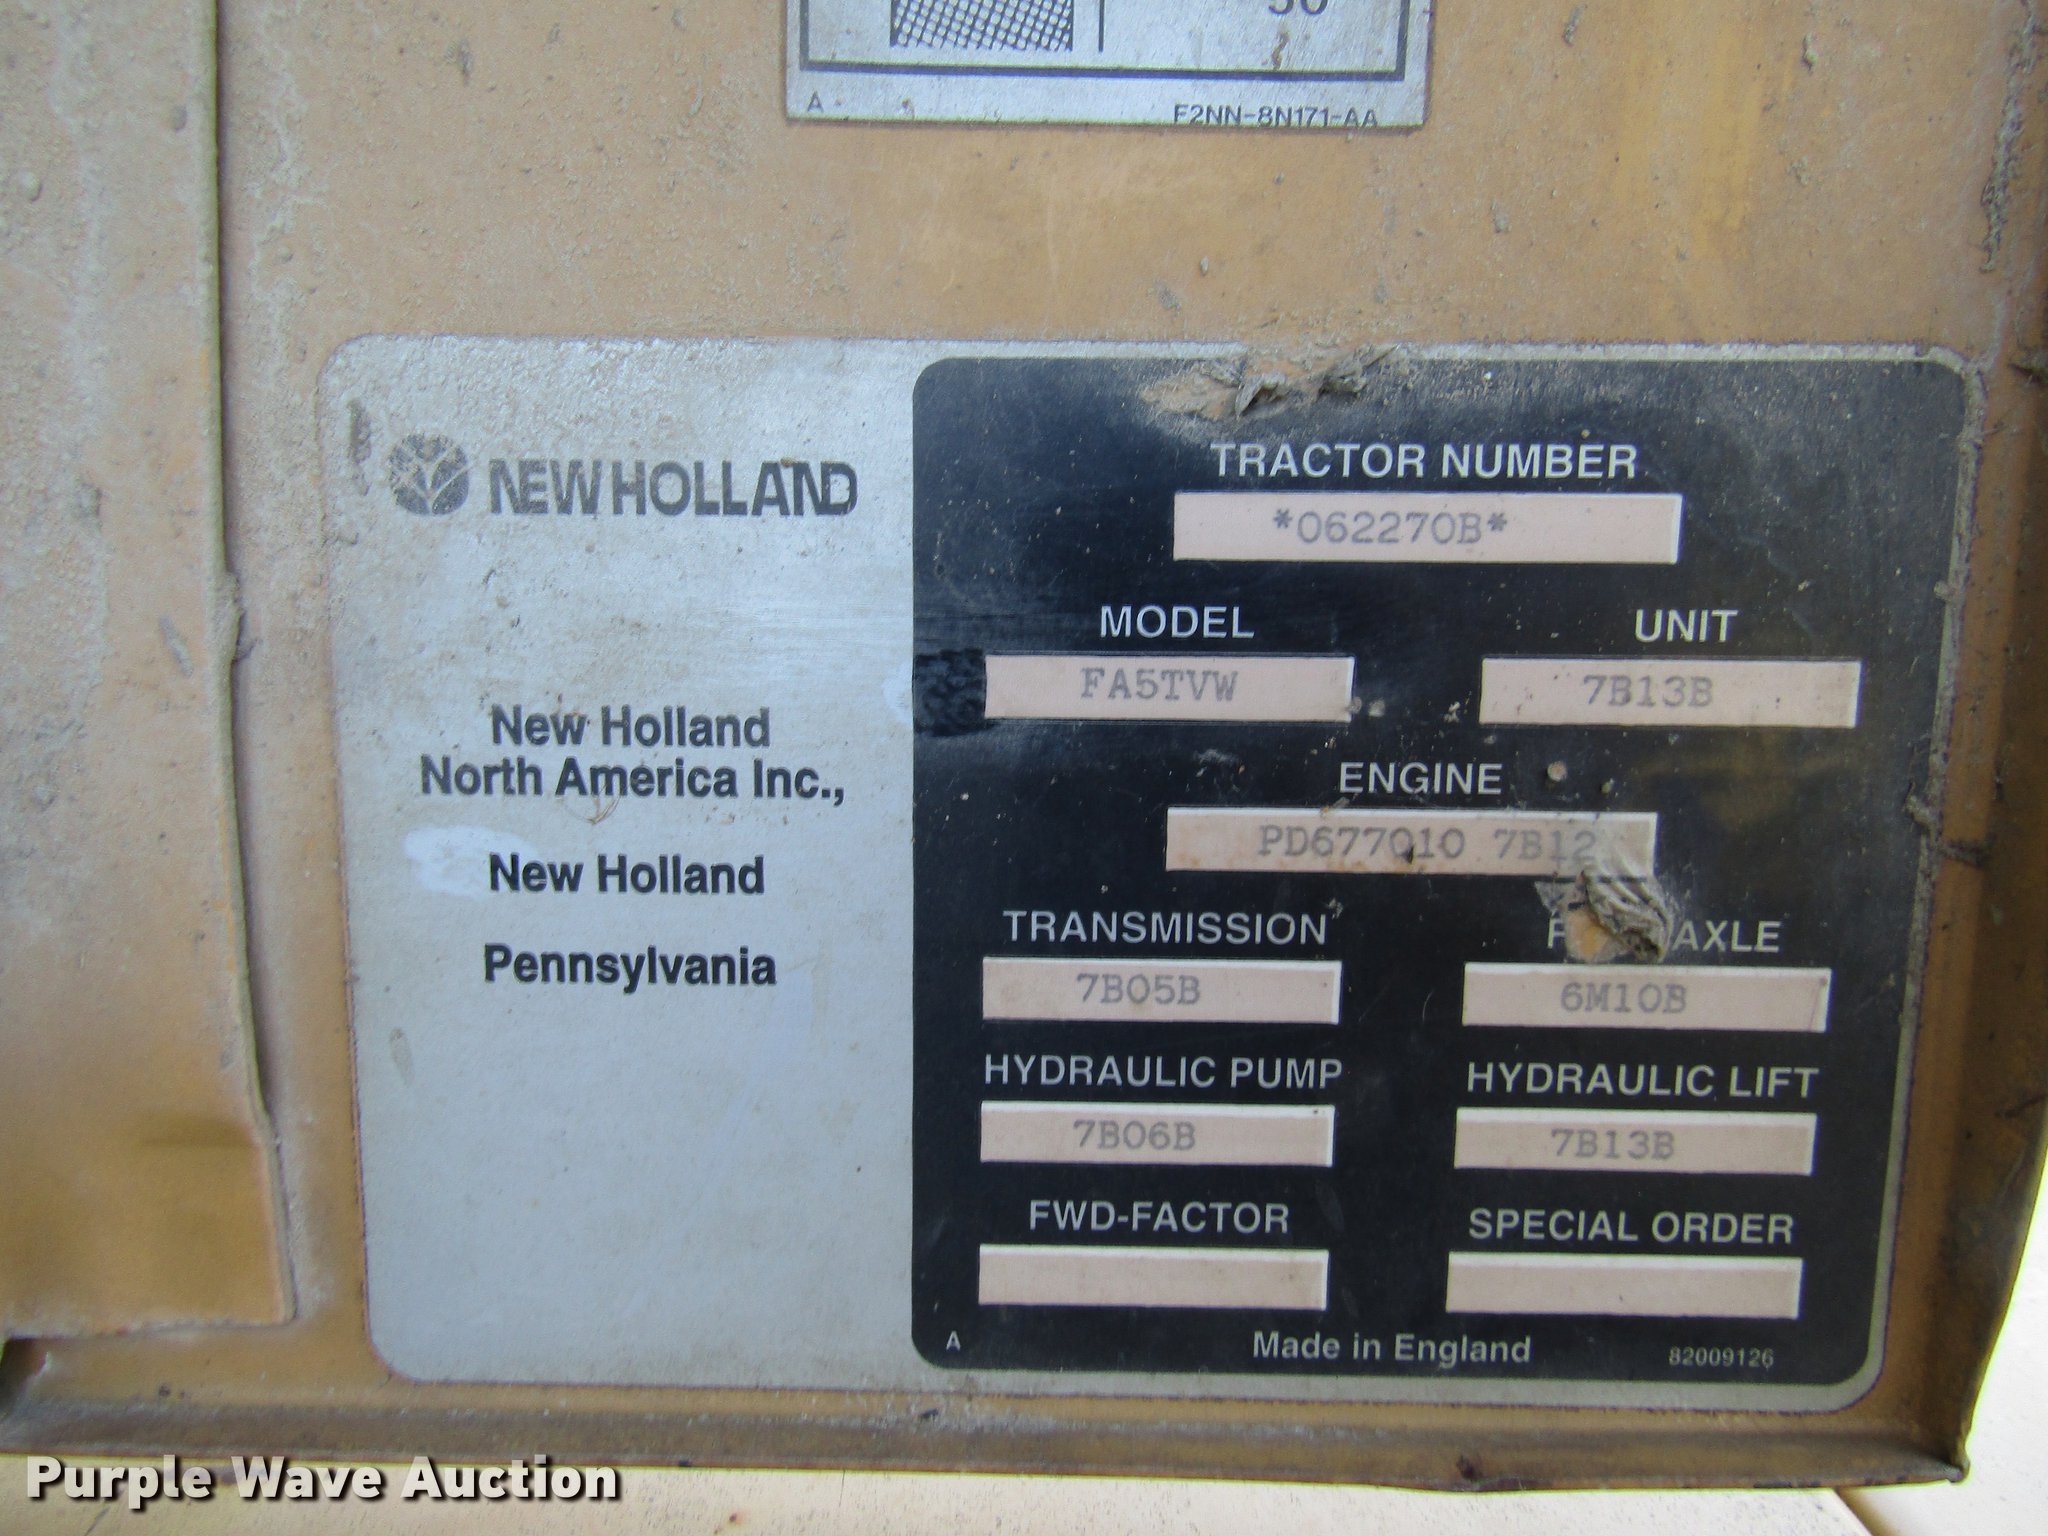 A
F2NN-8N171-AA
NEW HOLLAND
New Holland
North America Inc.,
New Holland
Pennsylvania
TRACTOR NUMBER
*062270B*
MODEL UNIT
FA5TVW 7B13B
ENGINE
PD677010 7B12
TRANSMISSION AXLE
7B05B 6M10B
HYDRAULIC PUMP HYDRAULIC LIFT
7B06B 7B13B
FWD-FACTOR SPECIAL ORDER
A Made in England 82009126
Purple Wave Auction